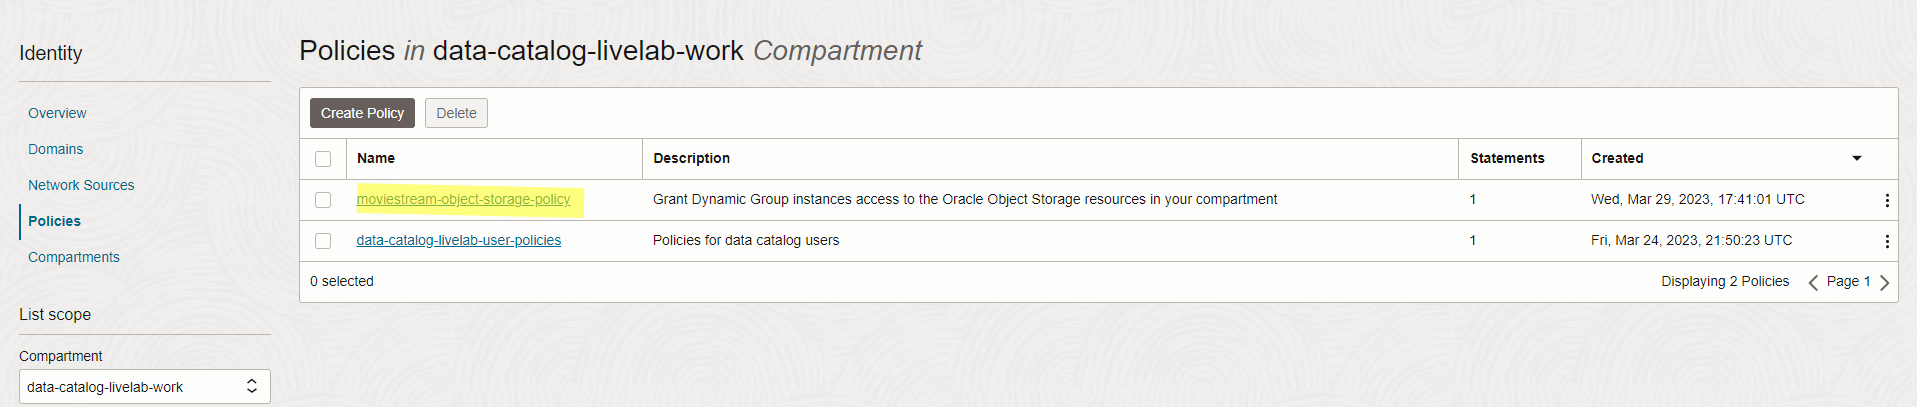 Identity
Overview
Domains
Network Sources
Policies
Compartments
List scope
Compartment
data-catalog-livelab-work
Policies in data-catalog-livelab-work Compartment
Create Policy Delete
Name Description Statements Created
moviestream-object-storage-policy Grant Dynamic Group instances access to the Oracle Object Storage resources in your compartment 1 Wed, Mar 29, 2023, 17:41:01 UTC
data-catalog-livelab-user-policies Policies for data catalog users 1 Fri, Mar 24, 2023, 21:50:23 UTC
0 selected Displaying 2 Policies Page 1